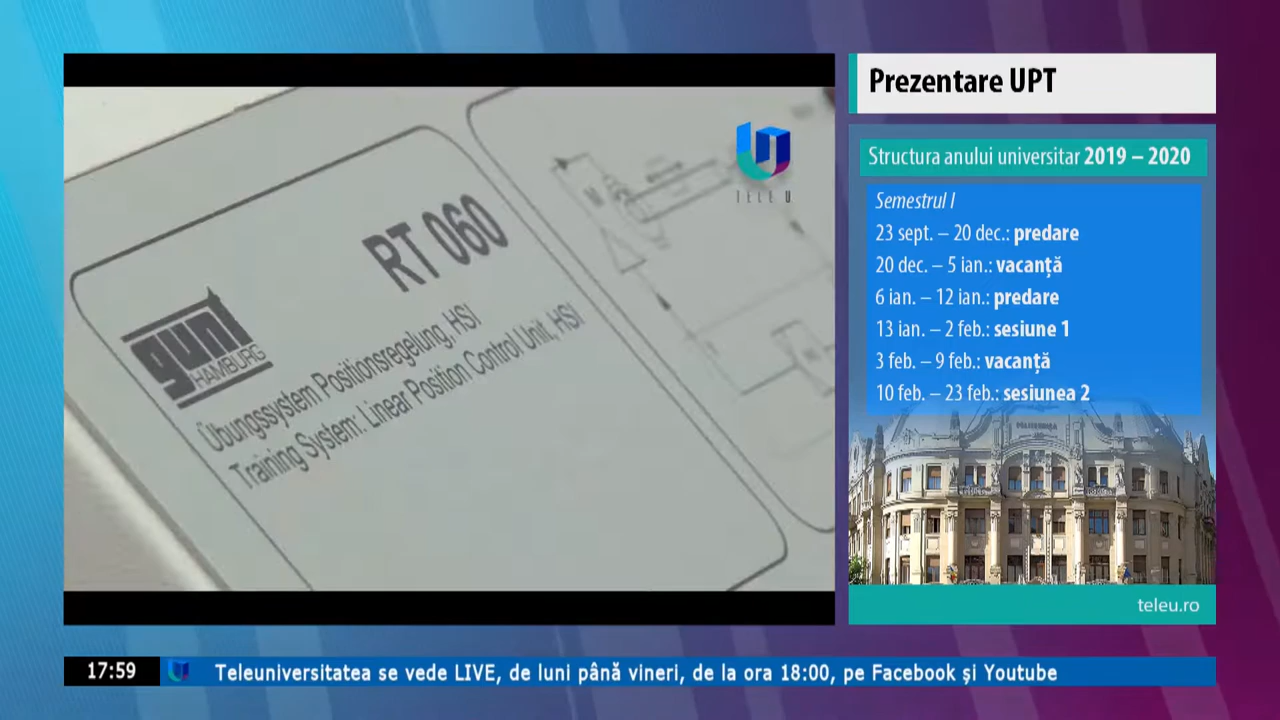 RT 060
gunt
HAMBURG
Übungssystem Positionsregelung, HSI
Training System: Linear Position Control Unit, HSI
TELE U
Prezentare UPT
Structura anului universitar 2019 – 2020
Semestrul I
23 sept. – 20 dec.: predare
20 dec. – 5 ian.: vacanță
6 ian. – 12 ian.: predare
13 ian. – 2 feb.: sesiune 1
3 feb. – 9 feb.: vacanță
10 feb. – 23 feb.: sesiunea 2
teleu.ro
17:59
Teleuniversitatea se vede LIVE, de luni până vineri, de la ora 18:00, pe Facebook și Youtube